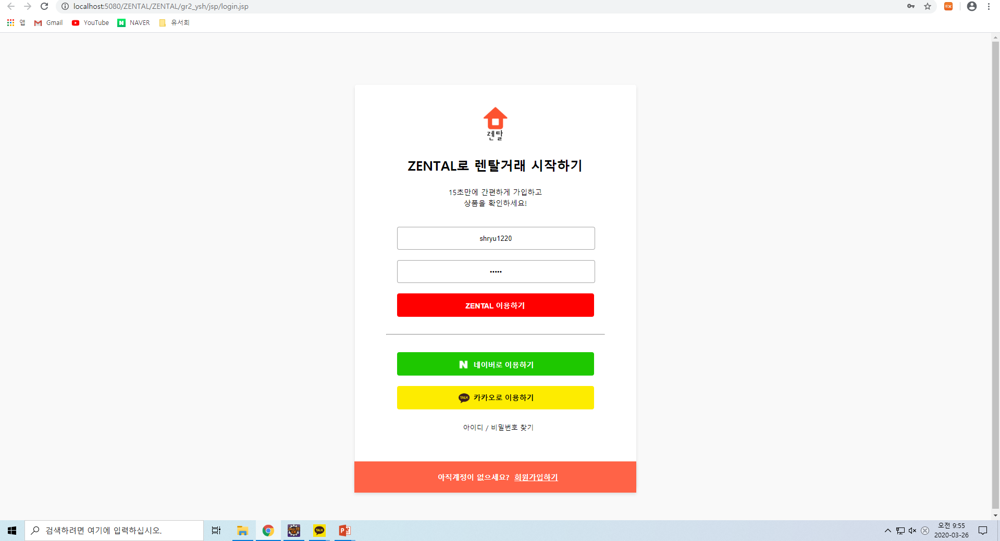 localhost:5080/ZENTAL/ZENTAL/gr2_ysh/jsp/login.jsp
앱 Gmail YouTube N NAVER 유서희
렌탈
ZENTAL로 렌탈거래 시작하기
15초만에 간편하게 가입하고
상품을 확인하세요!
shryu1220
•••••
ZENTAL 이용하기
N 네이버로 이용하기
TALK 카카오로 이용하기
아이디 / 비밀번호 찾기
아직계정이 없으세요? 회원가입하기
검색하려면 여기에 입력하십시오.
TALK
오전 9:55
2020-03-26